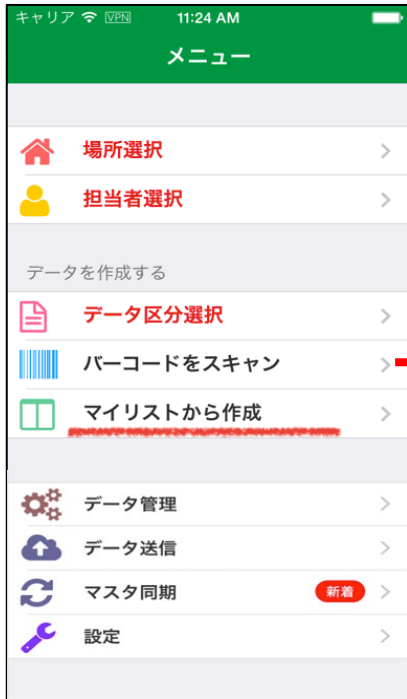 キャリア VPN 11:24 AM
メニュー
場所選択
担当者選択
データを作成する
データ区分選択
バーコードをスキャン
マイリストから作成
データ管理
データ送信
マスタ同期 新着
設定